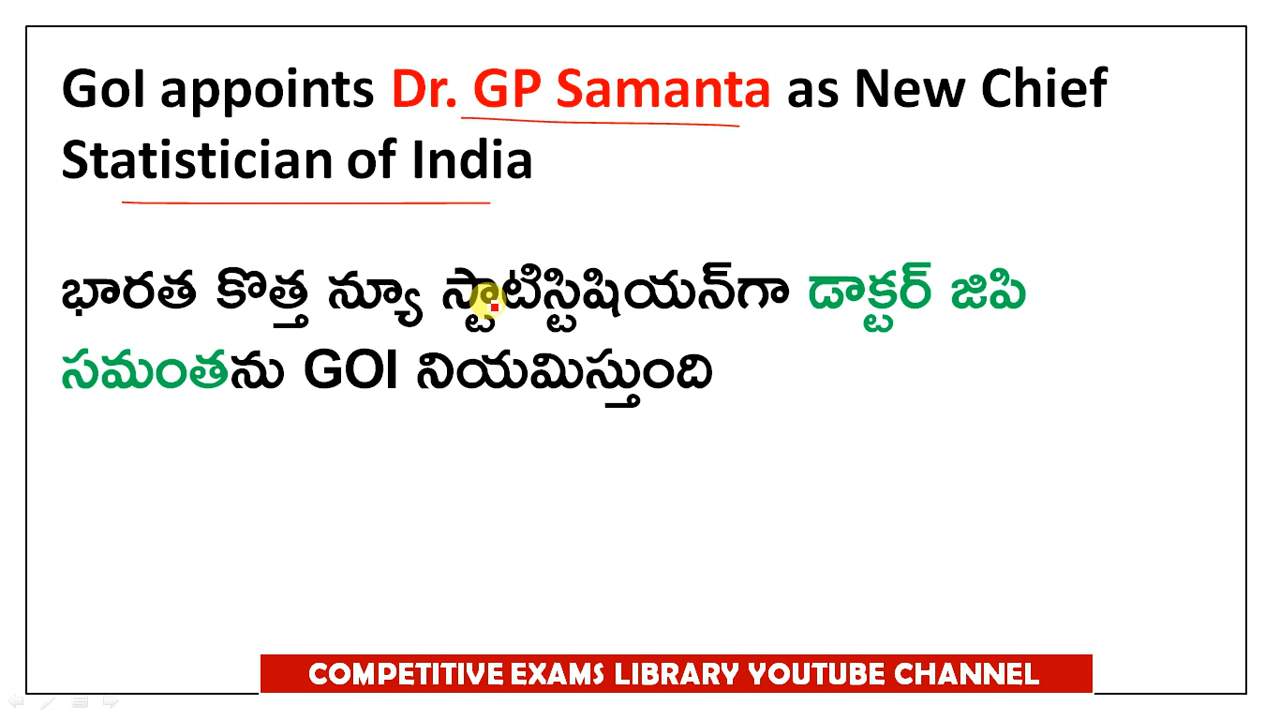 GoI appoints Dr. GP Samanta as New Chief
Statistician of India
భారత కొత్త న్యూ స్టాటిస్టిషియన్‌గా డాక్టర్ జిపి
సమంతను GOI నియమిస్తుంది
COMPETITIVE EXAMS LIBRARY YOUTUBE CHANNEL